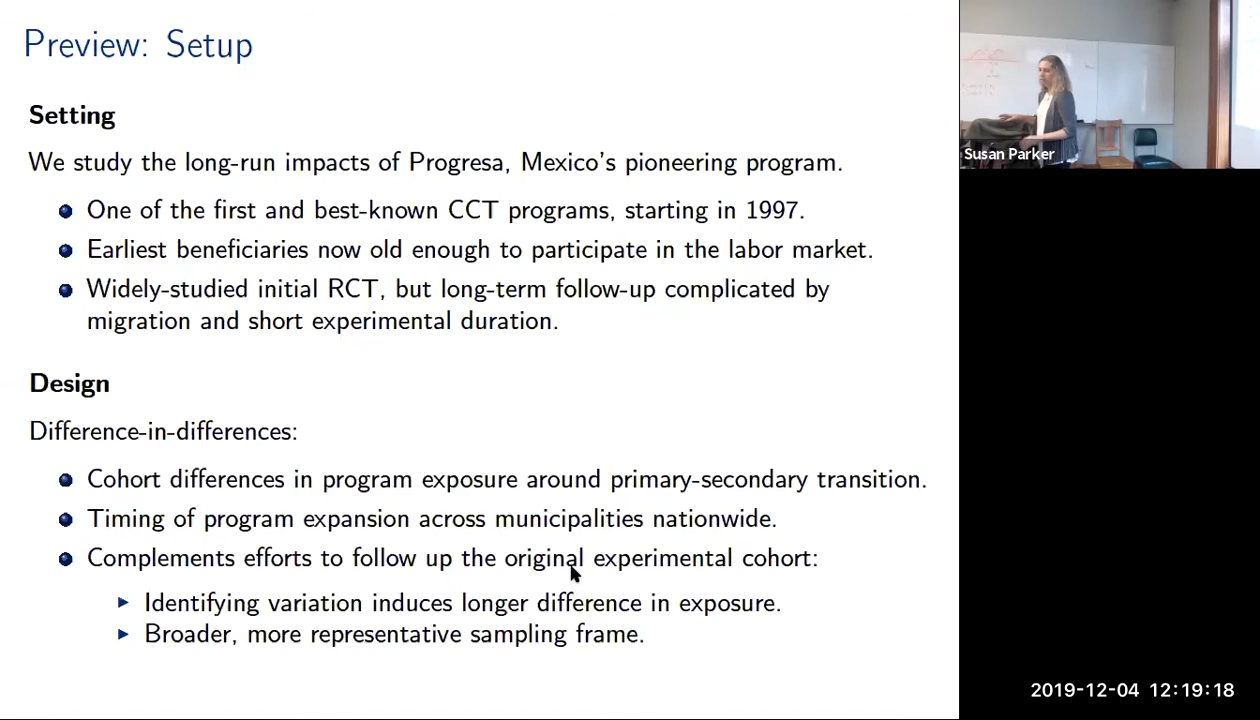 Preview: Setup
Setting
We study the long-run impacts of Progresa, Mexico's pioneering program.
One of the first and best-known CCT programs, starting in 1997.
Earliest beneficiaries now old enough to participate in the labor market.
Widely-studied initial RCT, but long-term follow-up complicated by
migration and short experimental duration.
Design
Difference-in-differences:
Cohort differences in program exposure around primary-secondary transition.
Timing of program expansion across municipalities nationwide.
Complements efforts to follow up the original experimental cohort:
Identifying variation induces longer difference in exposure.
Broader, more representative sampling frame.
Susan Parker
2019-12-04 12:19:18